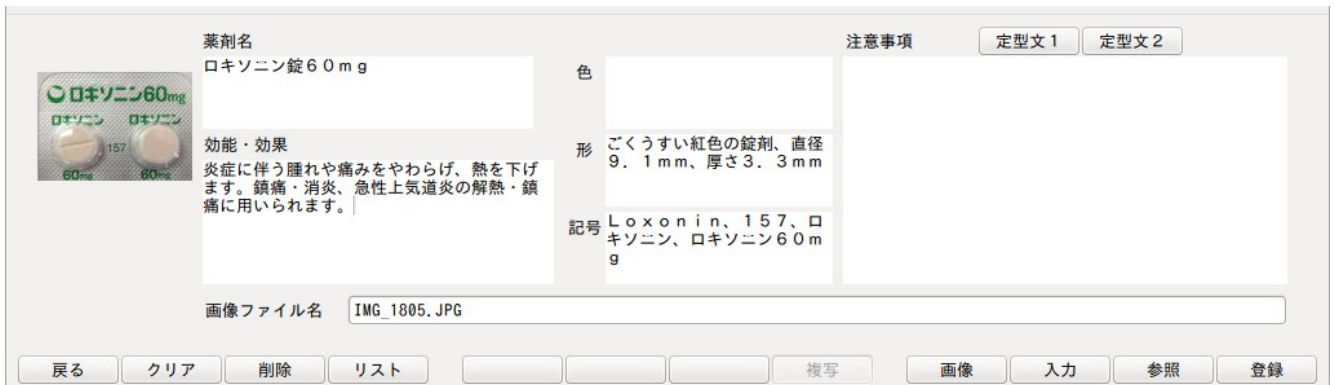 薬剤名
ロキソニン錠60mg
ロキソニン60mg
ロキソニン ロキソニン
157
60mg 60mg
効能・効果
炎症に伴う腫れや痛みをやわらげ、熱を下げ
ます。鎮痛・消炎、急性上気道炎の解熱・鎮
痛に用いられます。
色
形
ごくうすい紅色の錠剤、直径
9.1mm、厚さ3.3mm
記号
Loxonin、157、ロ
キソニン、ロキソニン60m
g
注意事項
定型文1
定型文2
画像ファイル名
IMG_1805.JPG
戻る クリア 削除 リスト 複写 画像 入力 参照 登録